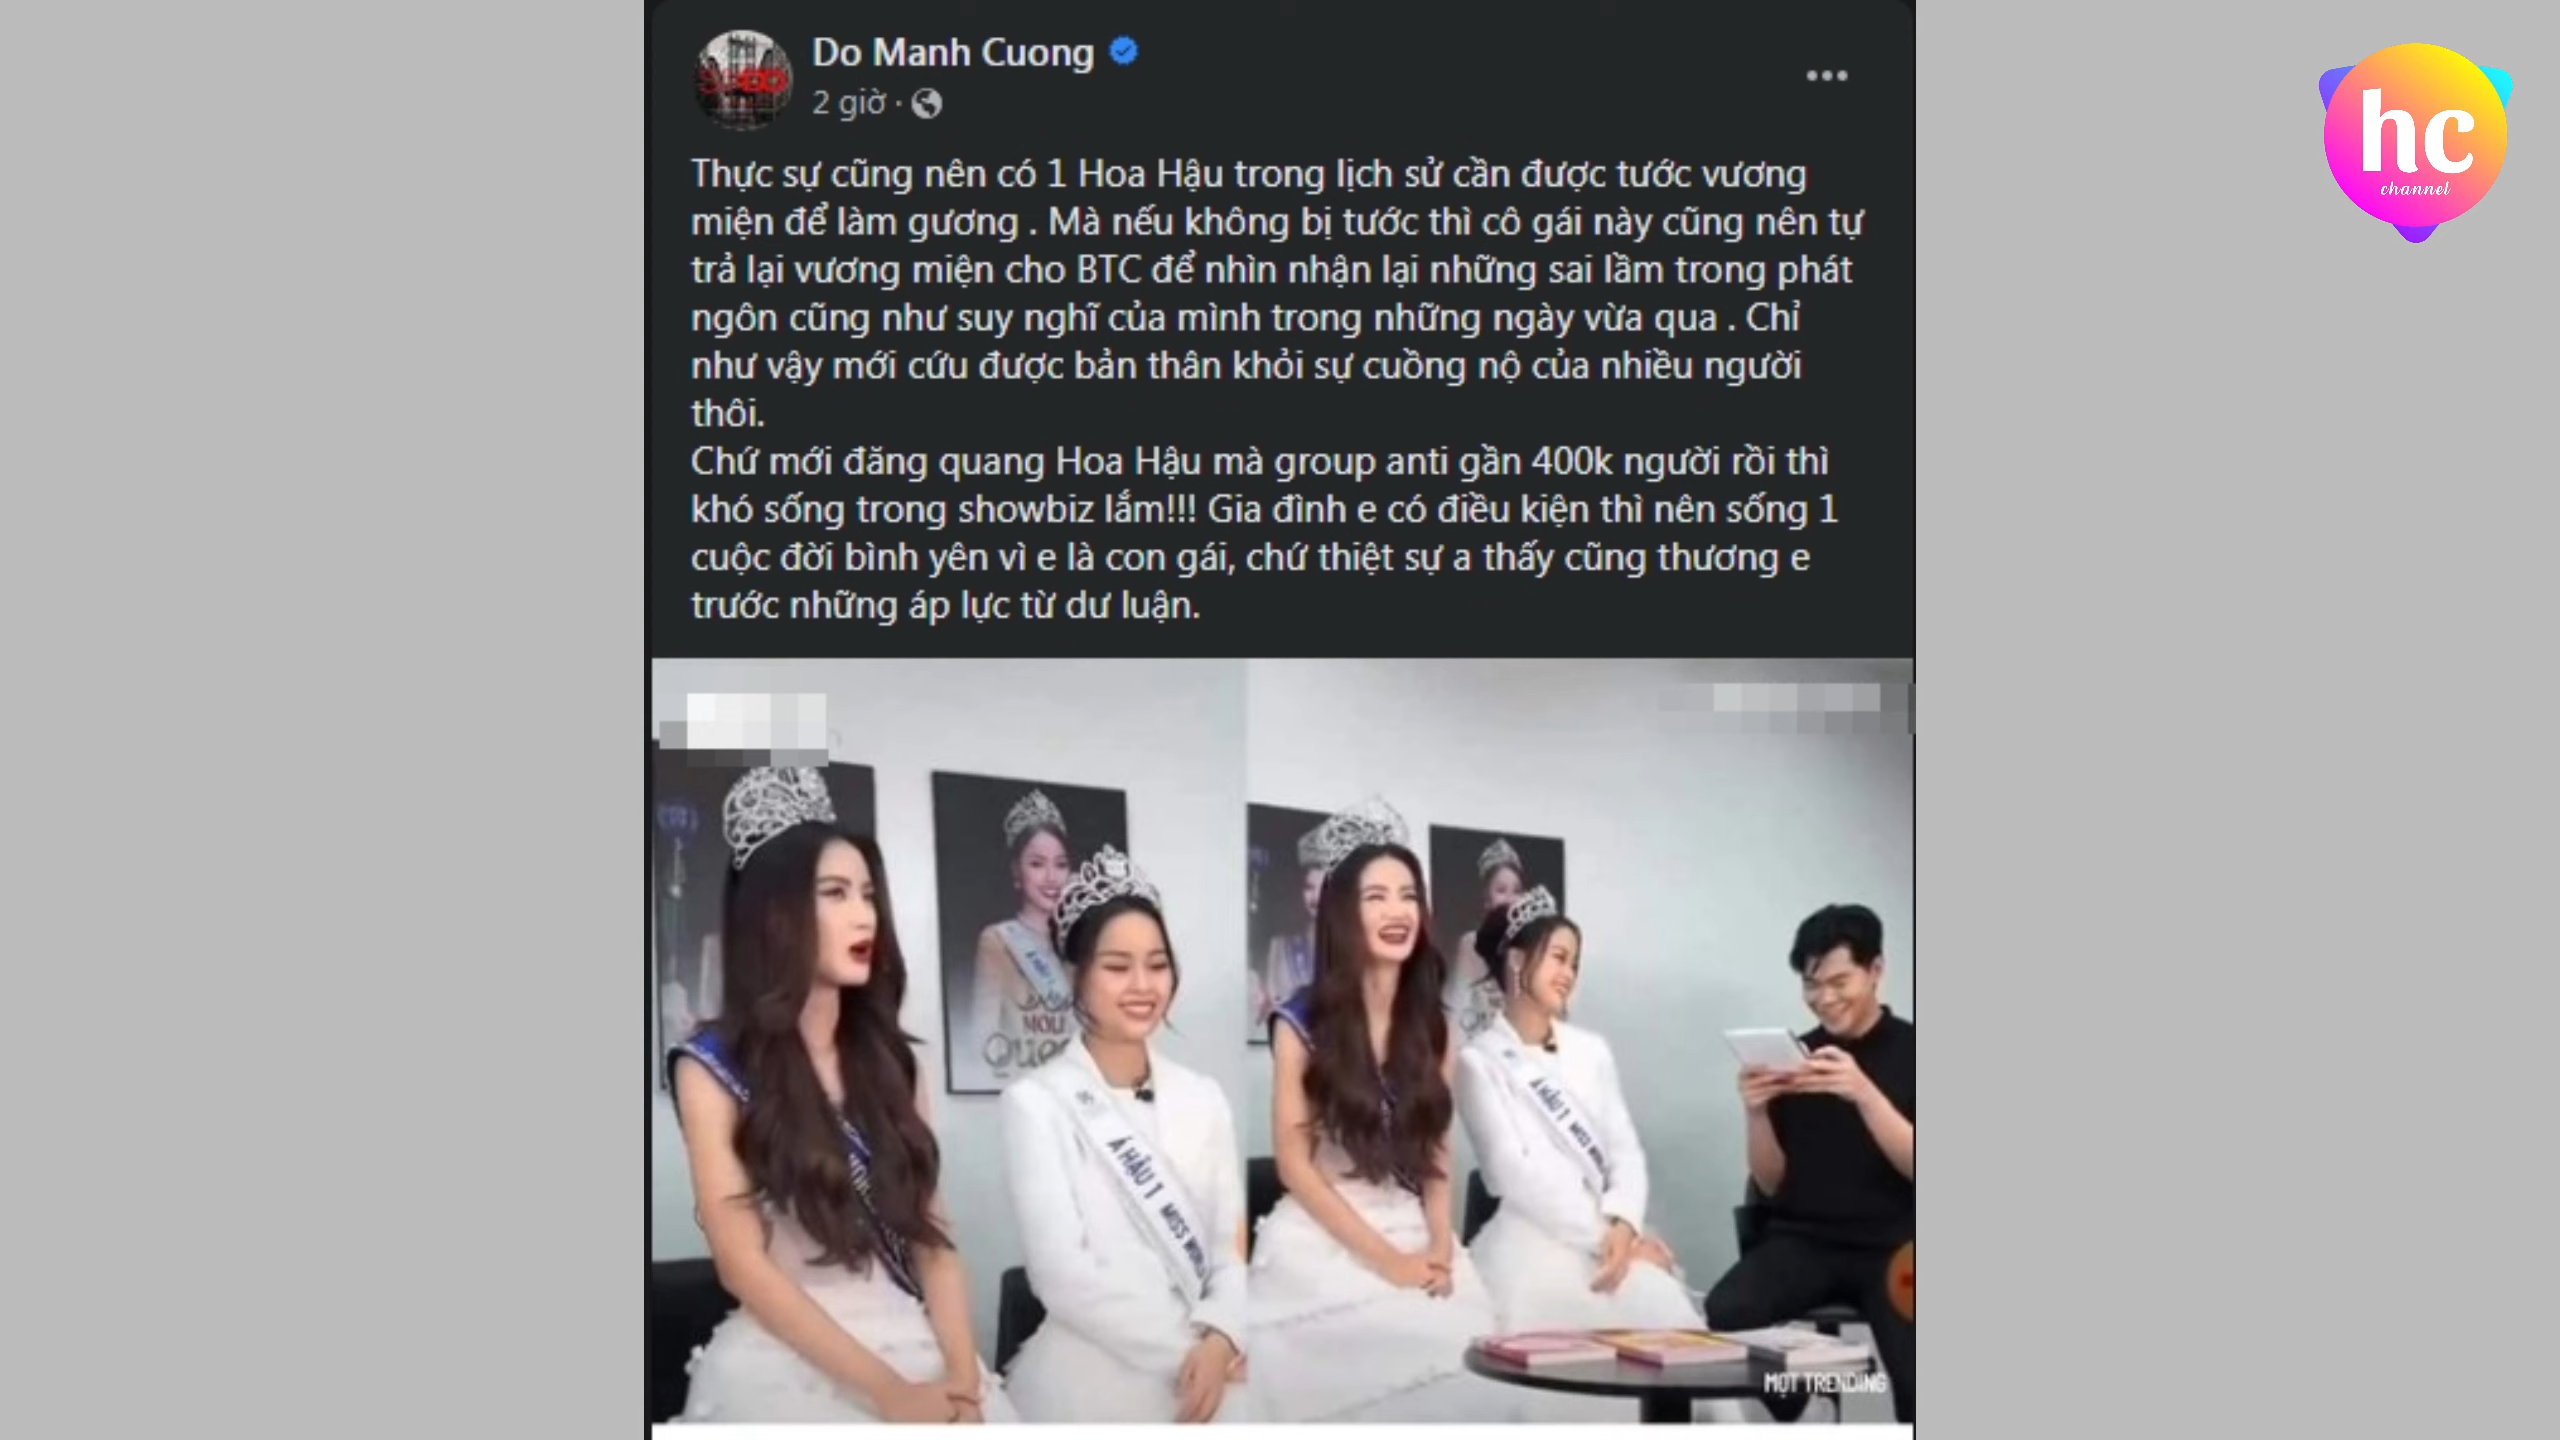 Do Manh Cuong
2 giờ ·
hc
channel
Thực sự cũng nên có 1 Hoa Hậu trong lịch sử cần được tước vương
miện để làm gương . Mà nếu không bị tước thì cô gái này cũng nên tự
trả lại vương miện cho BTC để nhìn nhận lại những sai lầm trong phát
ngôn cũng như suy nghĩ của mình trong những ngày vừa qua . Chỉ
như vậy mới cứu được bản thân khỏi sự cuồng nộ của nhiều người
thôi.
Chứ mới đăng quang Hoa Hậu mà group anti gần 400k người rồi thì
khó sống trong showbiz lắm!!! Gia đình e có điều kiện thì nên sống 1
cuộc đời bình yên vì e là con gái, chứ thiệt sự a thấy cũng thương e
trước những áp lực từ dư luận.
Á HẬU 1 MISS
Á HẬU 1 MISS
MỌT TRENDING